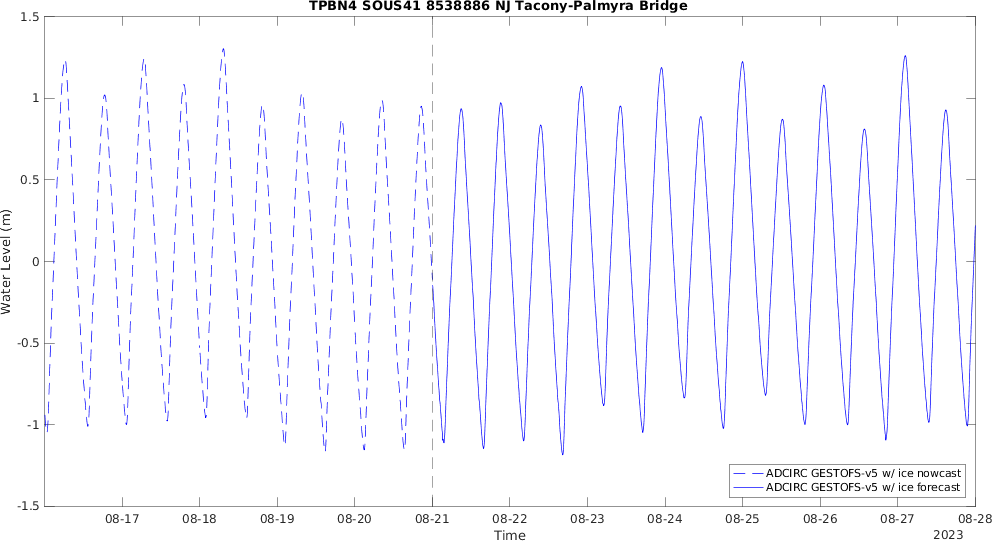 TPBN4 SOUS41 8538886 NJ Tacony-Palmyra Bridge
1.5
1
0.5
0
-0.5
-1
-1.5
Water Level (m)
08-17 08-18 08-19 08-20 08-21 08-22 08-23 08-24 08-25 08-26 08-27 08-28
Time
2023
ADCIRC GESTOFS-v5 w/ ice nowcast
ADCIRC GESTOFS-v5 w/ ice forecast